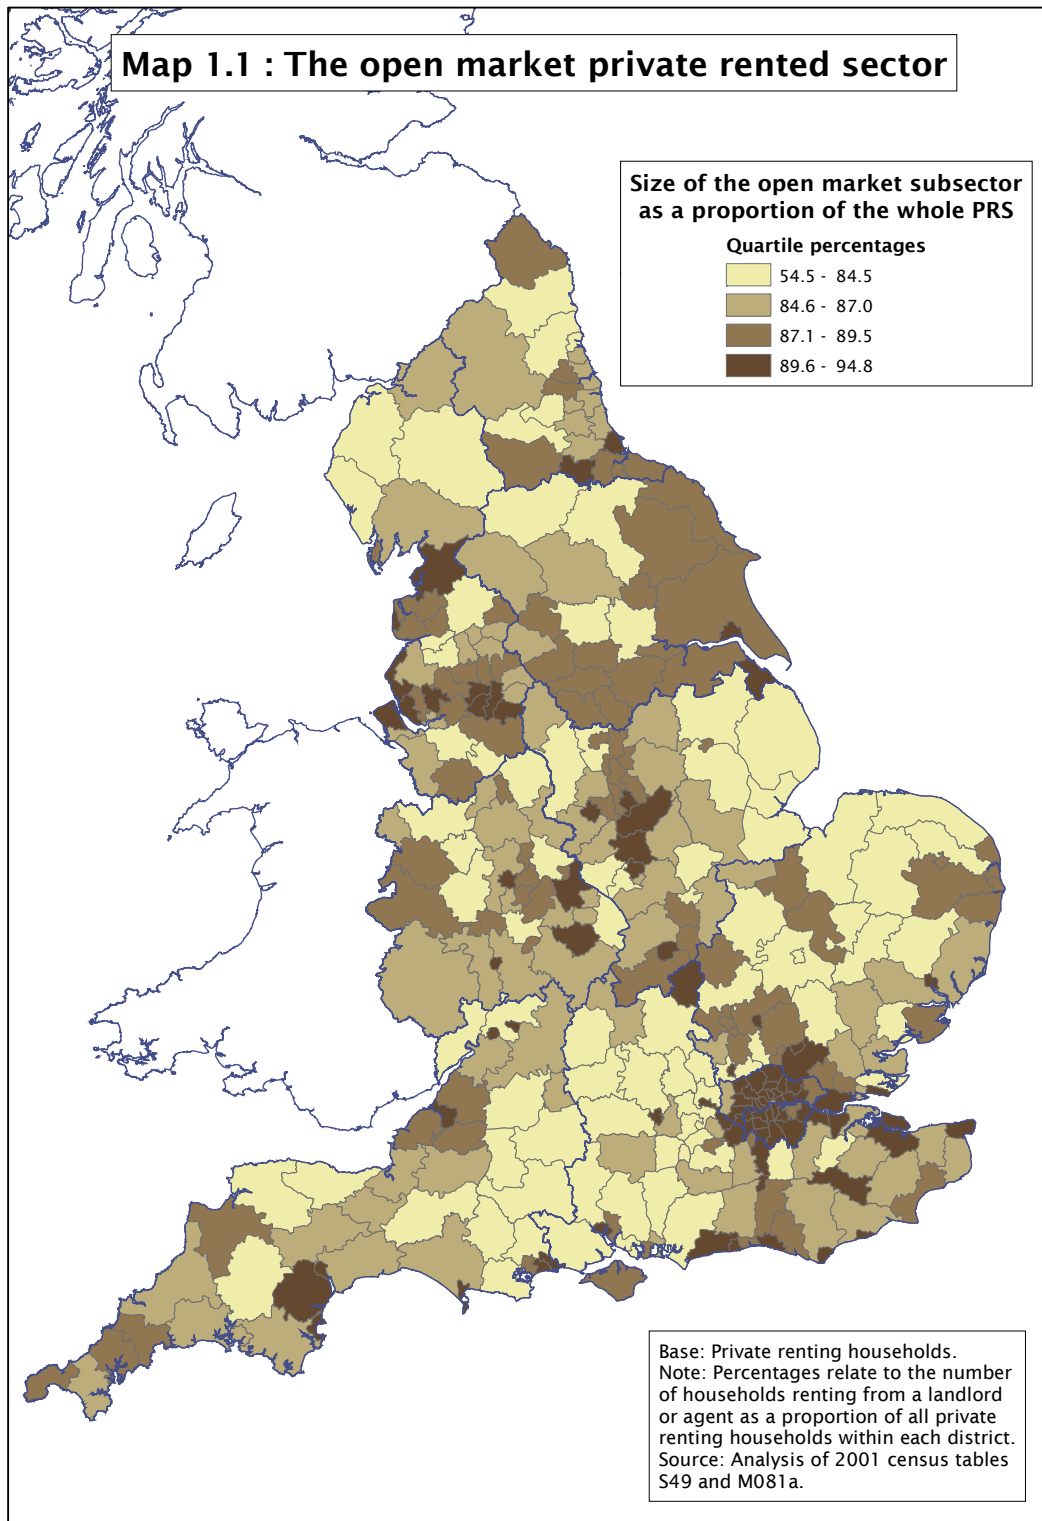 Map 1.1 : The open market private rented sector
Size of the open market subsector
as a proportion of the whole PRS
Quartile percentages
54.5 - 84.5
84.6 - 87.0
87.1 - 89.5
89.6 - 94.8
Base: Private renting households.
Note: Percentages relate to the number
of households renting from a landlord
or agent as a proportion of all private
renting households within each district.
Source: Analysis of 2001 census tables
S49 and M081a.